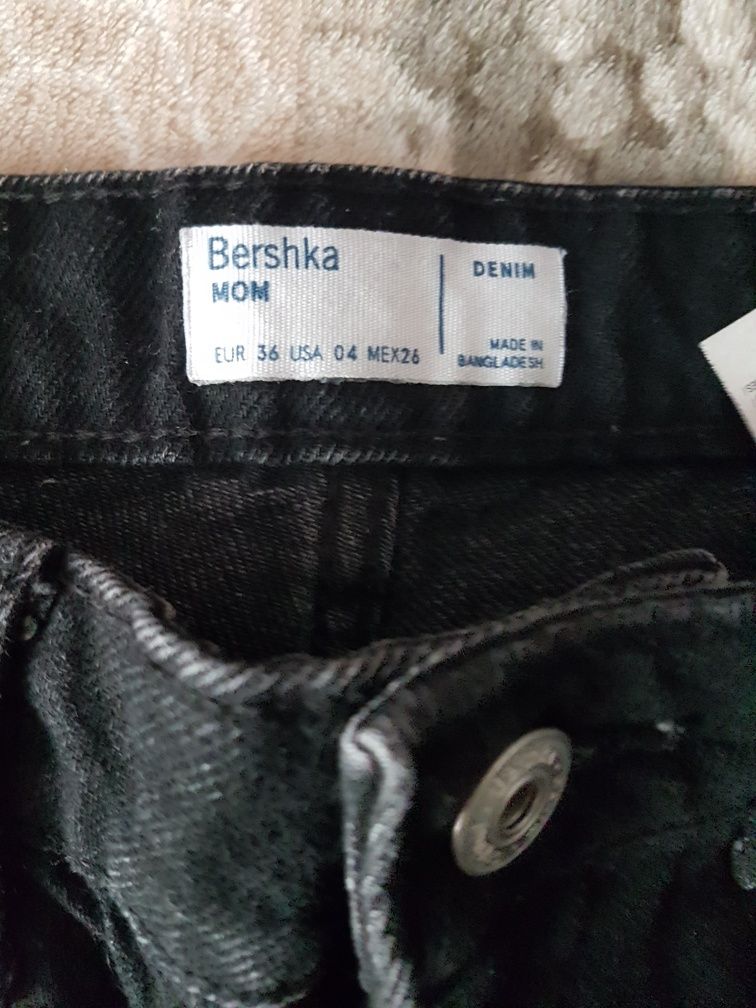 Bershka
MOM
EUR 36 USA 04 MEX26
DENIM
MADE IN
BANGLADESH